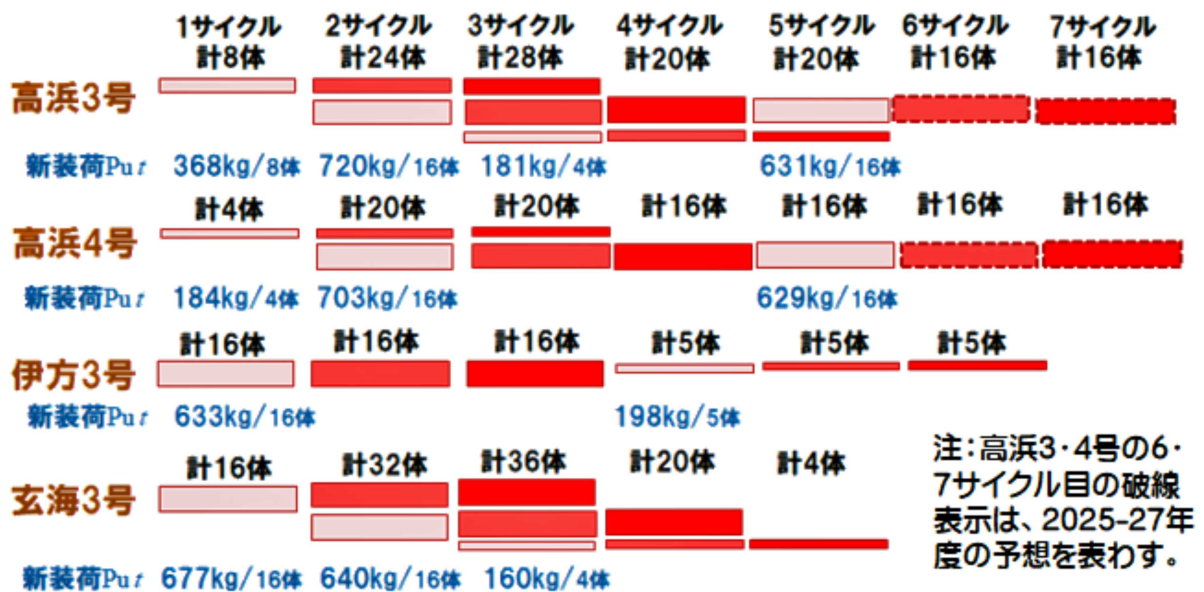 1サイクル 2サイクル 3サイクル 4サイクル 5サイクル 6サイクル 7サイクル
計8体 計24体 計28体 計20体 計20体 計16体 計16体
高浜3号
新装荷Put 368kg/8体 720kg/16体 181kg/4体 631kg/16体
計4体 計20体 計20体 計16体 計16体 計16体 計16体
高浜4号
新装荷Put 184kg/4体 703kg/16体 629kg/16体
計16体 計16体 計16体 計5体 計5体 計5体
伊方3号
新装荷Put 633kg/16体 198kg/5体
計16体 計32体 計36体 計20体 計4体
玄海3号
新装荷Put 677kg/16体 640kg/16体 160kg/4体
注:高浜3・4号の6・
7サイクル目の破線
表示は、2025-27年
度の予想を表わす。